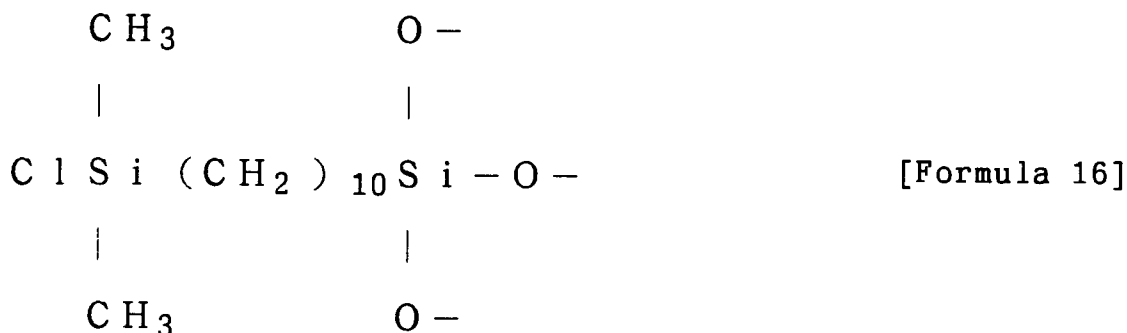 CH3 O–
| |
ClSi(CH2)10Si–O– [Formula 16]
| |
CH3 O–